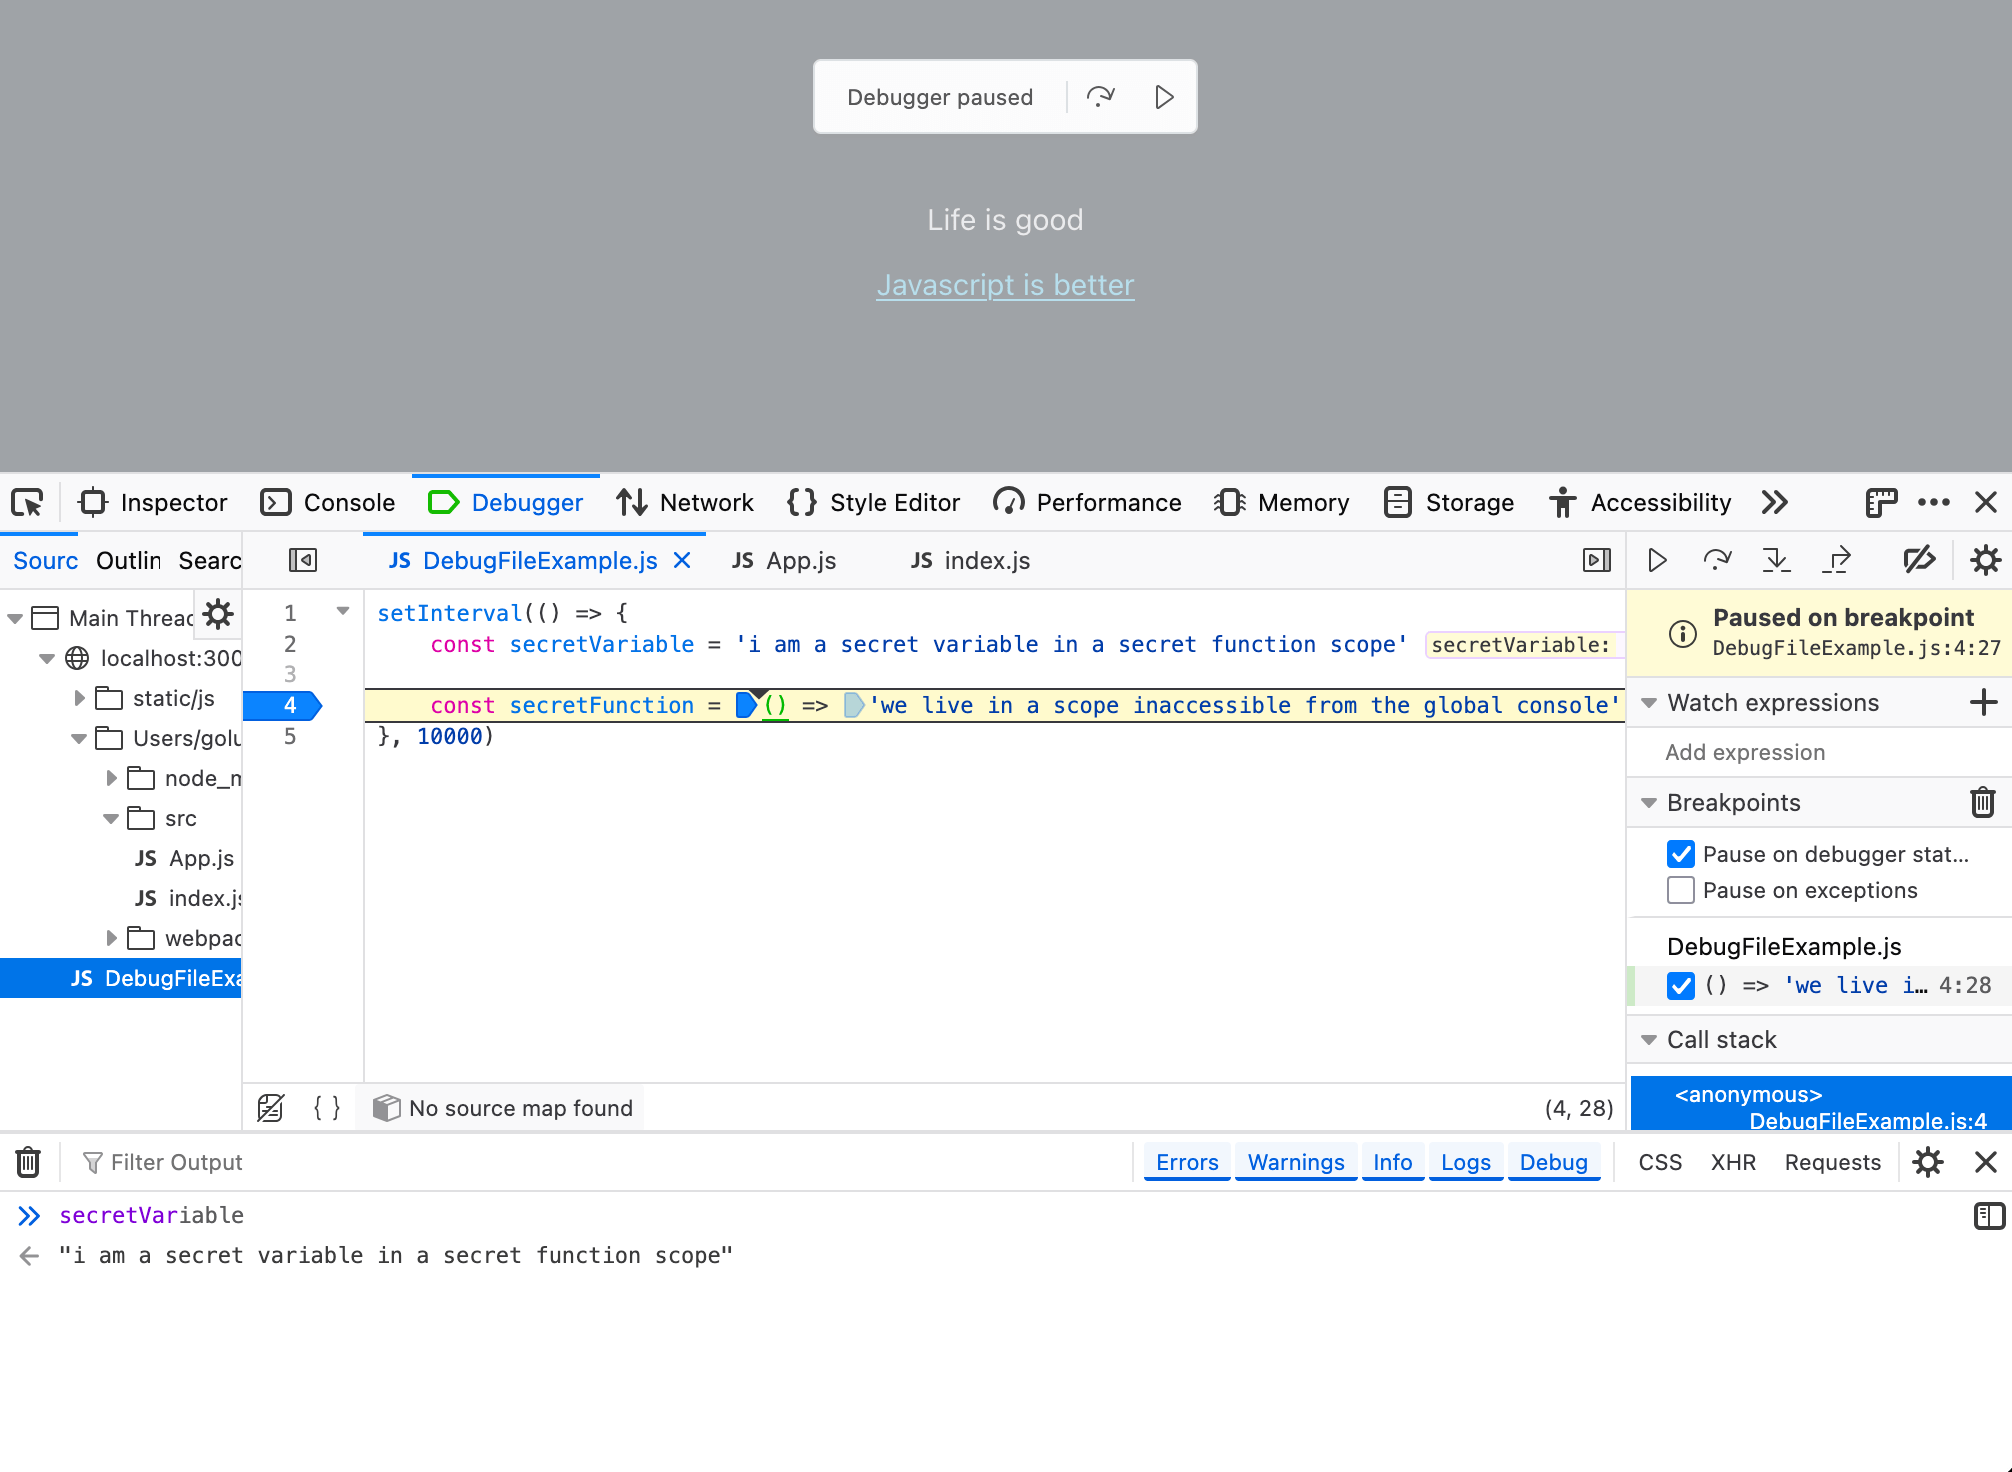 Debugger paused
Life is good
Javascript is better
Inspector Console Debugger Network Style Editor Performance Memory Storage Accessibility
Sourc Outlin Searc JS DebugFileExample.js JS App.js JS index.js
Main Threac
localhost:300
static/js
Users/golu
node_m
src
JS App.js
JS index.js
webpac
JS DebugFileExa
1 setInterval(() => {
2 const secretVariable = 'i am a secret variable in a secret function scope' secretVariable:
3
4 const secretFunction = () => 'we live in a scope inaccessible from the global console'
5 }, 10000)
{ } No source map found (4, 28)
Paused on breakpoint
DebugFileExample.js:4:27
Watch expressions
Add expression
Breakpoints
Pause on debugger stat...
Pause on exceptions
DebugFileExample.js
() => 'we live i… 4:28
Call stack
<anonymous>
DebugFileExample.js:4
Filter Output Errors Warnings Info Logs Debug CSS XHR Requests
secretVariable
"i am a secret variable in a secret function scope"